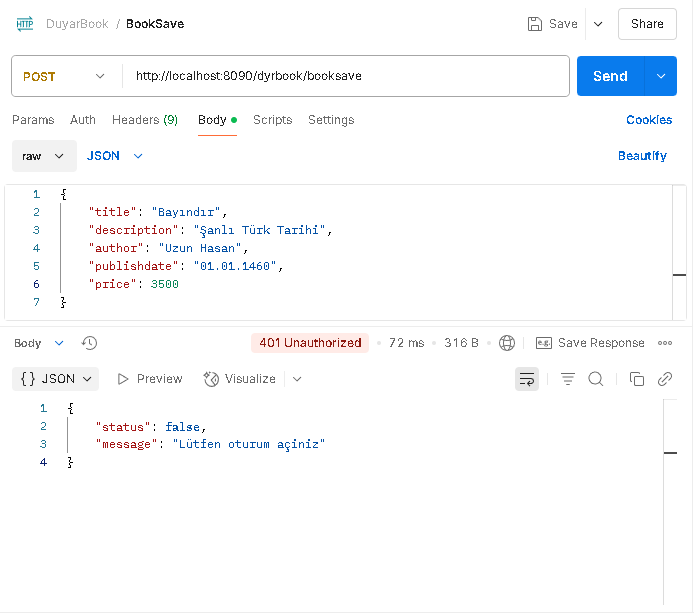 HTTP DuyarBook / BookSave Save Share
POST http://localhost:8090/dyrbook/booksave Send
Params Auth Headers (9) Body Scripts Settings Cookies
raw JSON Beautify
1 {
2 "title": "Bayındır",
3 "description": "Şanlı Türk Tarihi",
4 "author": "Uzun Hasan",
5 "publishdate": "01.01.1460",
6 "price": 3500
7 }
Body 401 Unauthorized • 72 ms • 316 B • e.g. Save Response
{} JSON Preview Visualize
1 {
2 "status": false,
3 "message": "Lütfen oturum açiniz"
4 }